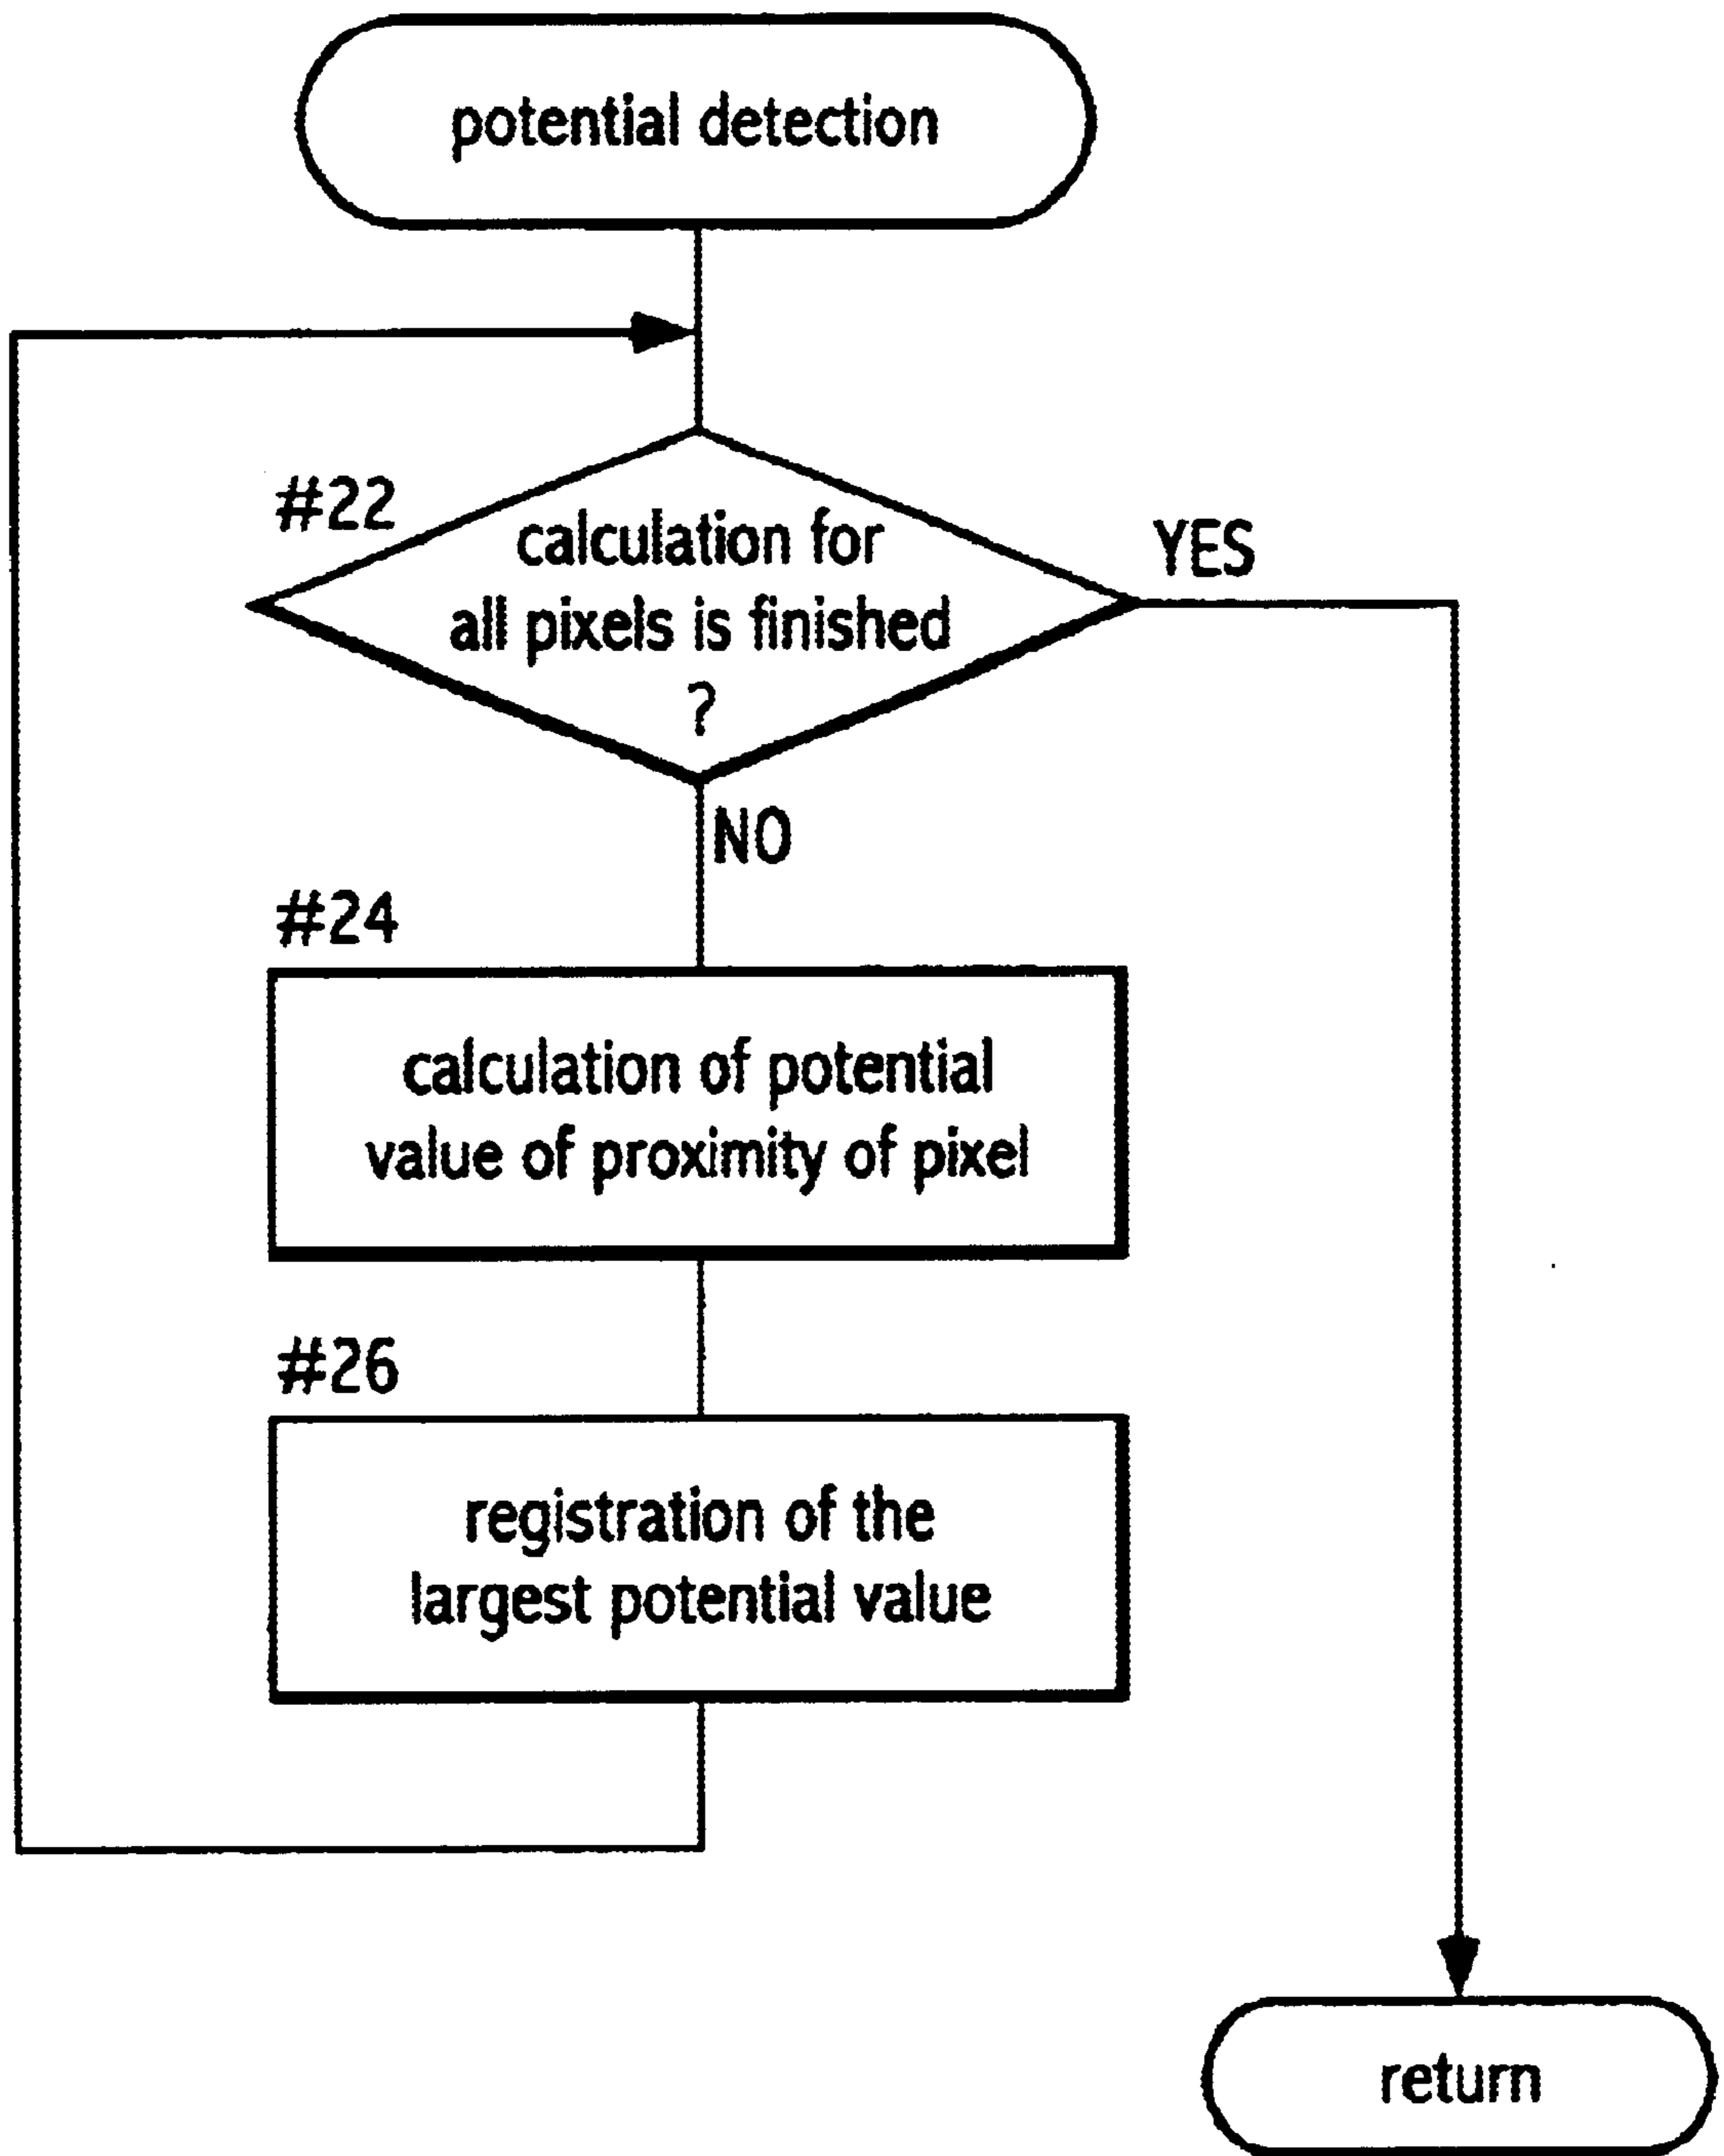 potential detection
#22
calculation for
all pixels is finished
?
YES
NO
#24
calculation of potential
value of proximity of pixel
#26
registration of the
largest potential value
return